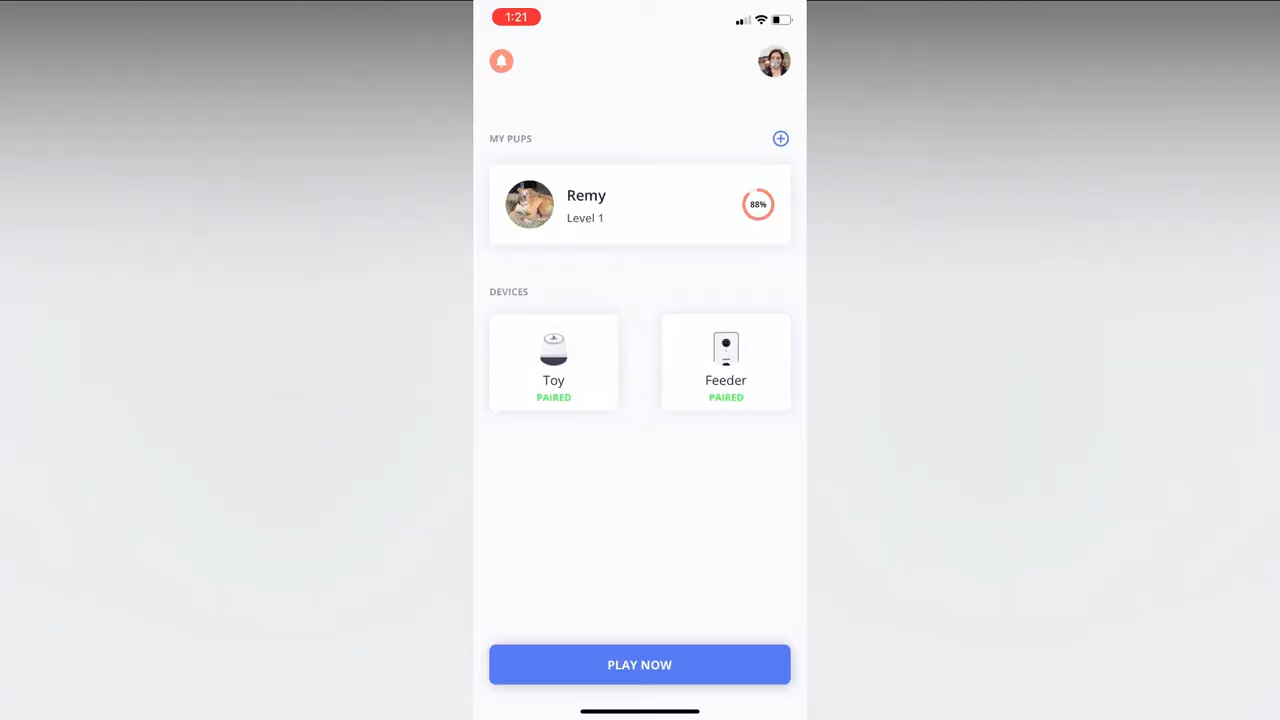 1:21
MY PUPS
Remy
Level 1
88%
DEVICES
Toy
PAIRED
Feeder
PAIRED
PLAY NOW